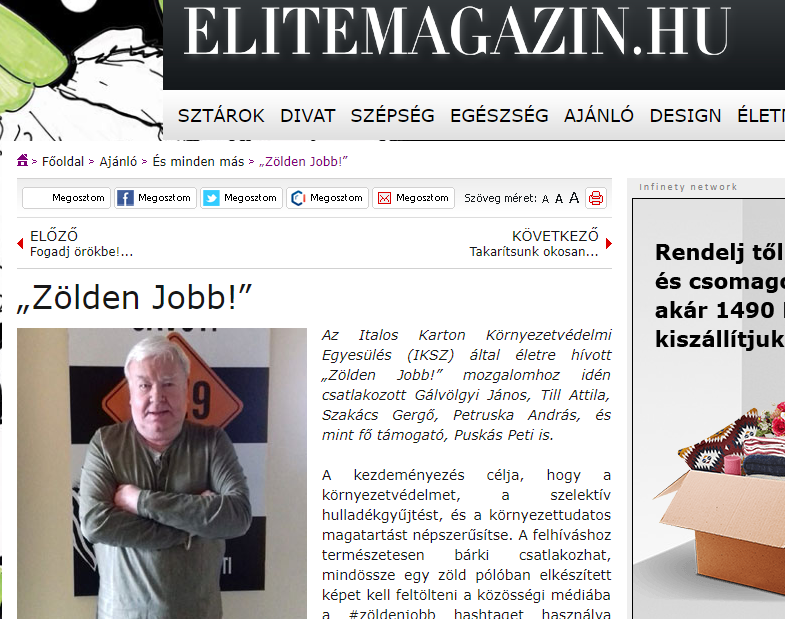 ELITEMAGAZIN.HU
SZTÁROK DIVAT SZÉPSÉG EGÉSZSÉG AJÁNLÓ DESIGN
> Főoldal > Ajánló > És minden más > „Zölden Jobb!”
Megosztom Megosztom Megosztom Megosztom Megosztom Szöveg méret: A A A
Infinety network
ELŐZŐ
Fogadj örökbe!...
KÖVETKEZŐ
Takarítsunk okosan...
„Zölden Jobb!”
Az Italos Karton Környezetvédelmi
Egyesülés (IKSZ) által életre hívott
„Zölden Jobb!” mozgalomhoz idén
csatlakozott Gálvölgyi János, Till Attila,
Szakács Gergő, Petruska András, és
mint fő támogató, Puskás Peti is.
A kezdeményezés célja, hogy a
környezetvédelmet, a szelektív
hulladékgyűjtést, és a környezettudatos
magatartást népszerűsítse. A felhíváshoz
természetesen bárki csatlakozhat,
mindössze egy zöld pólóban elkészített
képet kell feltölteni a közösségi médiába
a #zöldenjobb hashtaget használva
Rendelj től
és csomago
akár 1490
kiszállítjuk